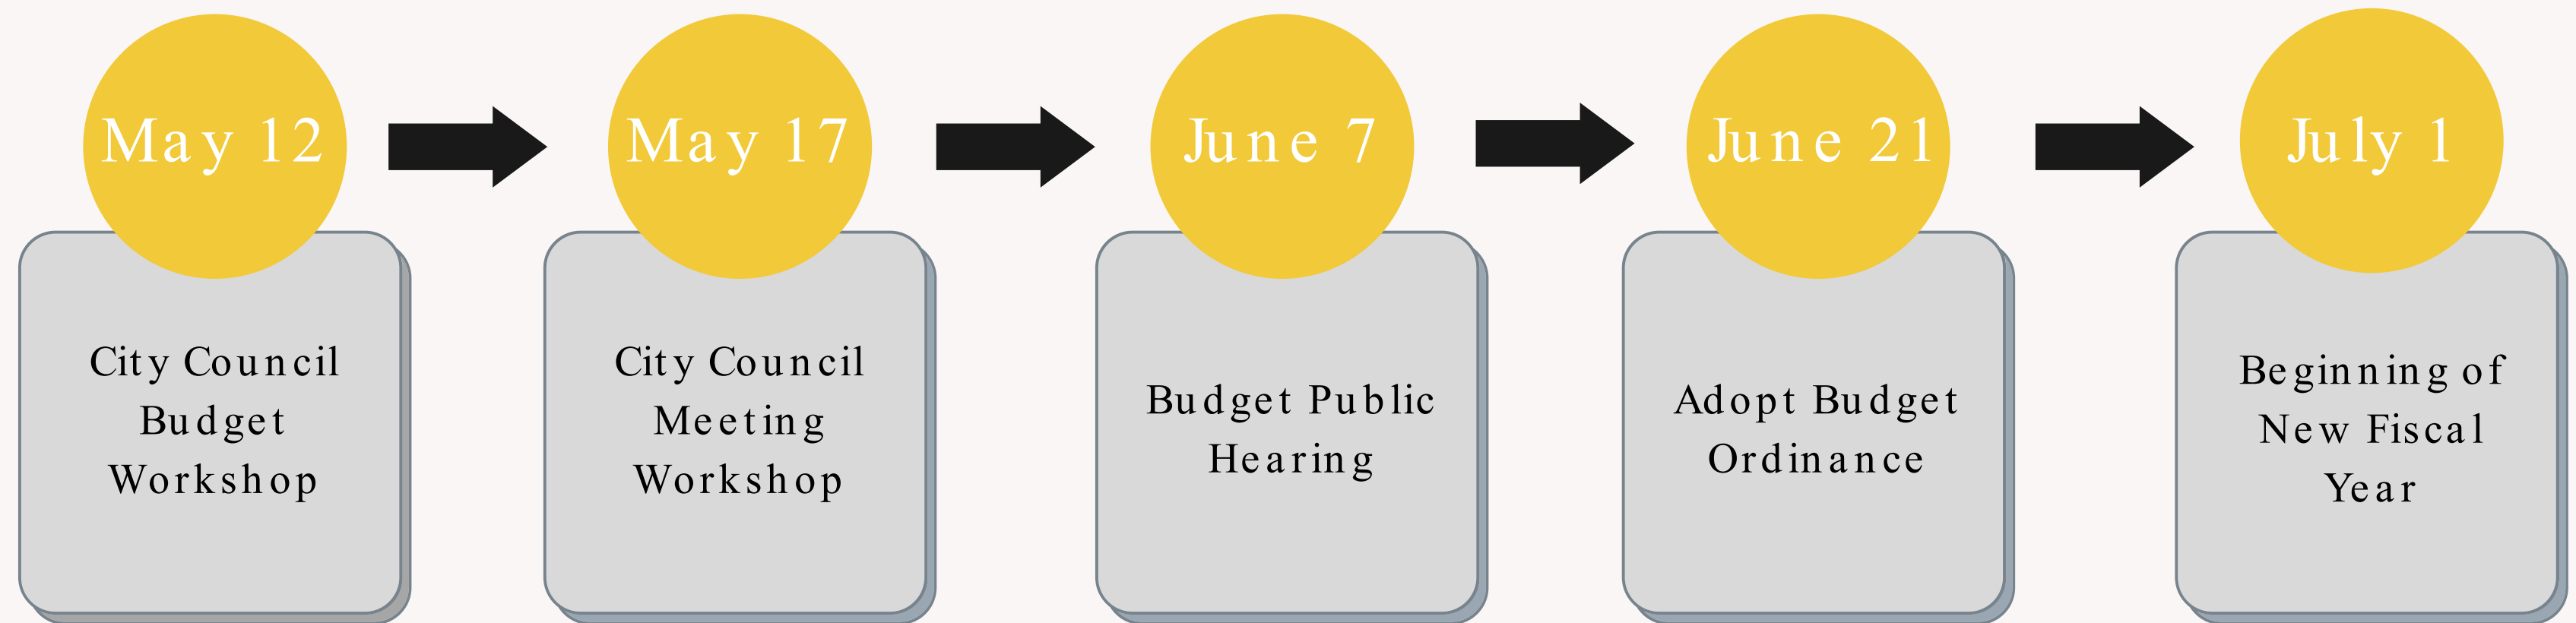 May 12
City Council
Budget
Workshop
May 17
City Council
Meeting
Workshop
June 7
Budget Public
Hearing
June 21
Adopt Budget
Ordinance
July 1
Beginning of
New Fiscal
Year